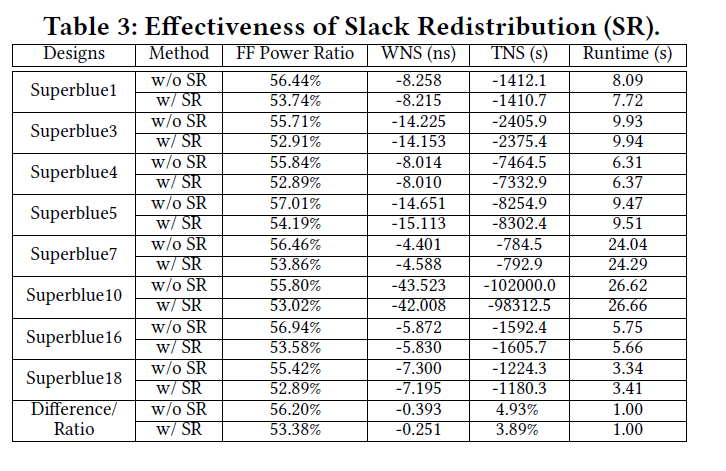 Table 3: Effectiveness of Slack Redistribution (SR).
Designs Method FF Power Ratio WNS (ns) TNS (s) Runtime (s)
Superblue1 w/o SR 56.44% -8.258 -1412.1 8.09
w/ SR 53.74% -8.215 -1410.7 7.72
Superblue3 w/o SR 55.71% -14.225 -2405.9 9.93
w/ SR 52.91% -14.153 -2375.4 9.94
Superblue4 w/o SR 55.84% -8.014 -7464.5 6.31
w/ SR 52.89% -8.010 -7332.9 6.37
Superblue5 w/o SR 57.01% -14.651 -8254.9 9.47
w/ SR 54.19% -15.113 -8302.4 9.51
Superblue7 w/o SR 56.46% -4.401 -784.5 24.04
w/ SR 53.86% -4.588 -792.9 24.29
Superblue10 w/o SR 55.80% -43.523 -102000.0 26.62
w/ SR 53.02% -42.008 -98312.5 26.66
Superblue16 w/o SR 56.94% -5.872 -1592.4 5.75
w/ SR 53.58% -5.830 -1605.7 5.66
Superblue18 w/o SR 55.42% -7.300 -1224.3 3.34
w/ SR 52.89% -7.195 -1180.3 3.41
Difference/ w/o SR 56.20% -0.393 4.93% 1.00
Ratio w/ SR 53.38% -0.251 3.89% 1.00